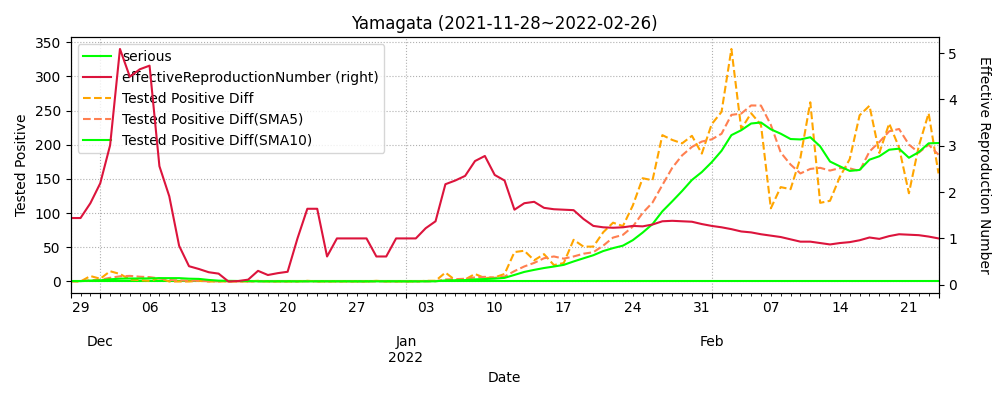 Yamagata (2021-11-28~2022-02-26)
350
300
250
200
150
100
50
0
Tested Positive
serious
effectiveReproductionNumber (right)
Tested Positive Diff
Tested Positive Diff(SMA5)
Tested Positive Diff(SMA10)
5
4
3
2
1
0
Effective Reproduction Number
29 06 13 20 27 03 10 17 24 31 07 14 21
Dec Jan Feb
2022
Date